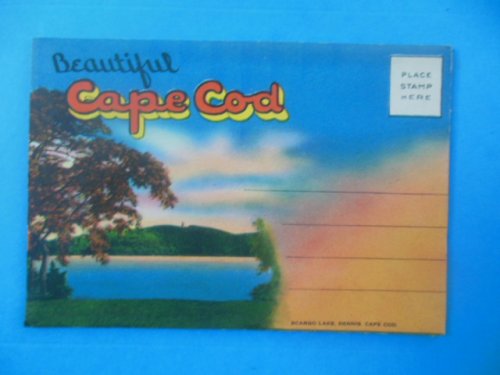 Beautiful
Cape Cod
PLACE
STAMP
HERE
SCARGO LAKE, DENNIS, CAPE COD